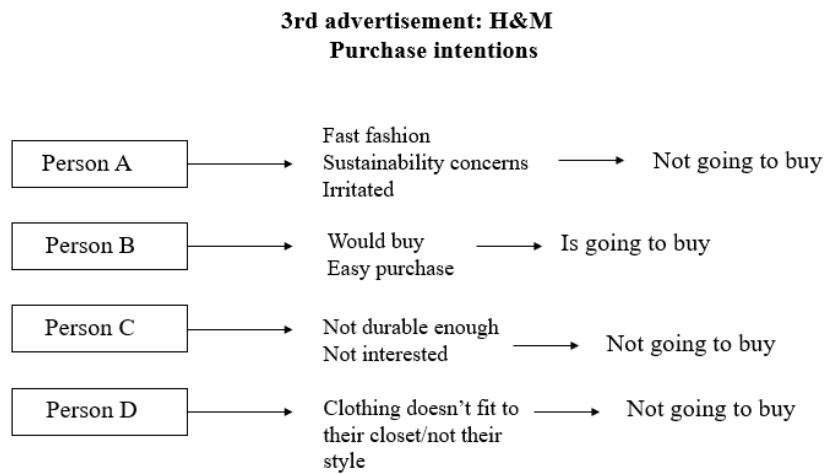 3rd advertisement: H&M
Purchase intentions
Person A
Fast fashion
Sustainability concerns
Irritated
Not going to buy
Person B
Would buy
Easy purchase
Is going to buy
Person C
Not durable enough
Not interested
Not going to buy
Person D
Clothing doesn't fit to
their closet/not their
style
Not going to buy